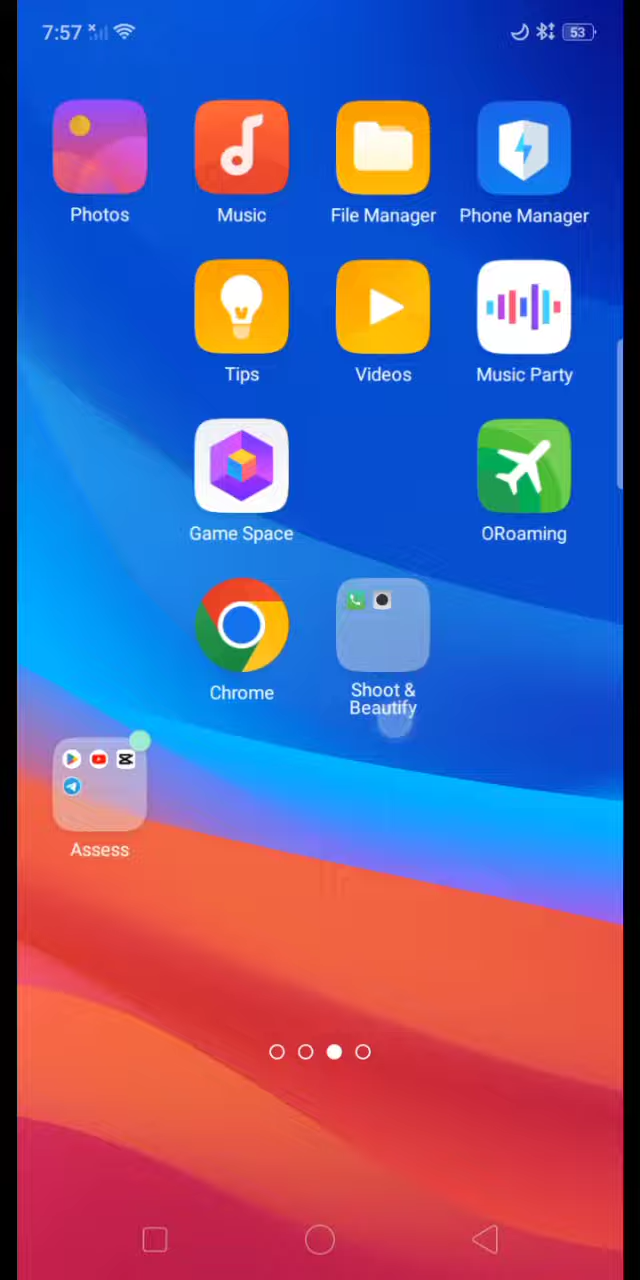 7:57
53
Photos
Music
File Manager
Phone Manager
Tips
Videos
Music Party
Game Space
ORoaming
Chrome
Shoot &
Beautify
Assess